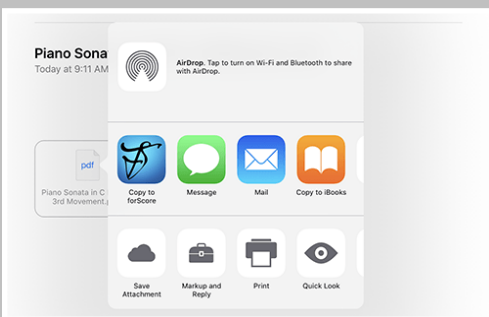 Piano Sona
Today at 9:11 AM
AirDrop. Tap to turn on Wi-Fi and Bluetooth to share
with AirDrop.
pdf
Piano Sonata in C
3rd Movement.p
Copy to
forScore
Message
Mail
Copy to iBooks
Save
Attachment
Markup and
Reply
Print
Quick Look